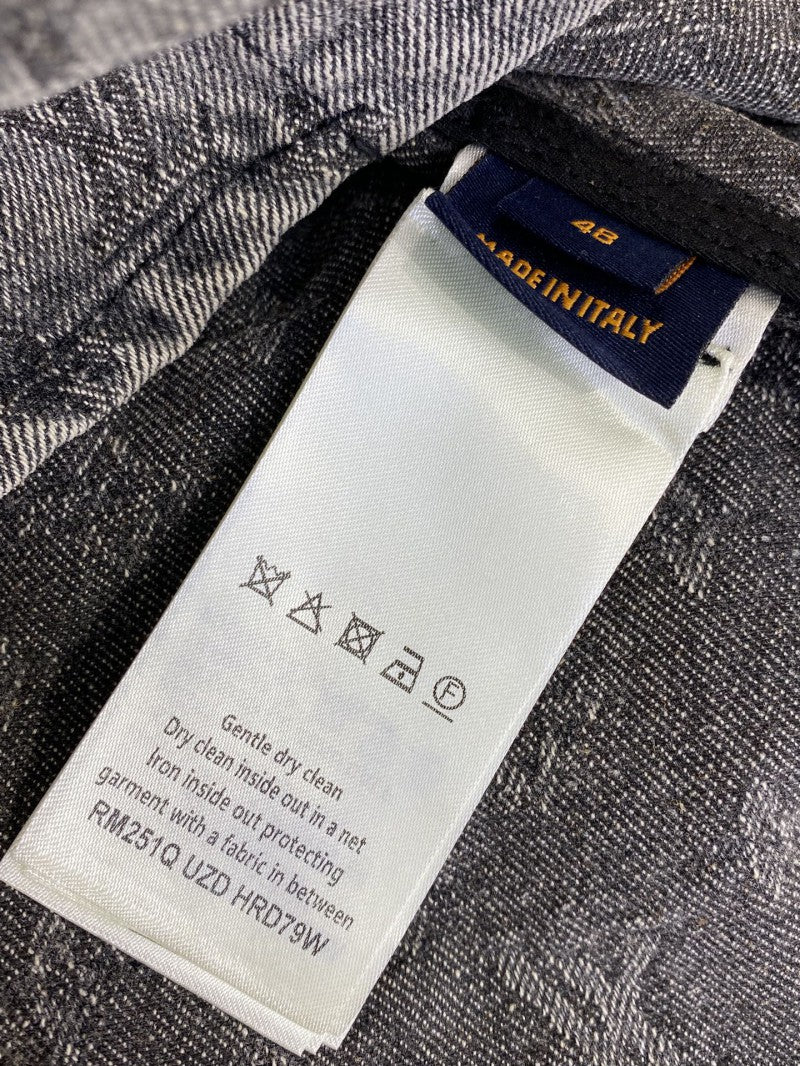 48
MADE IN ITALY
F
Gentle dry clean
Dry clean inside out in a net
Iron inside out protecting
garment with a fabric in between
RM251Q UZD HRD79W